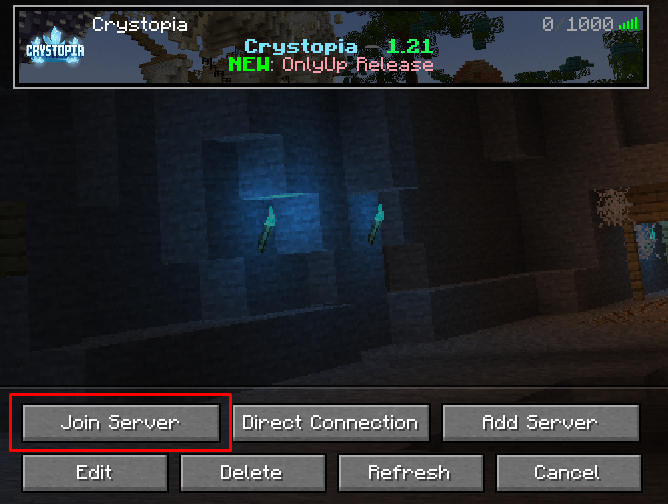 Crystopia
0/1000
CRYSTOPIA
Crystopia - 1.21
NEW: OnlyUp Release
Join Server
Direct Connection
Add Server
Edit
Delete
Refresh
Cancel